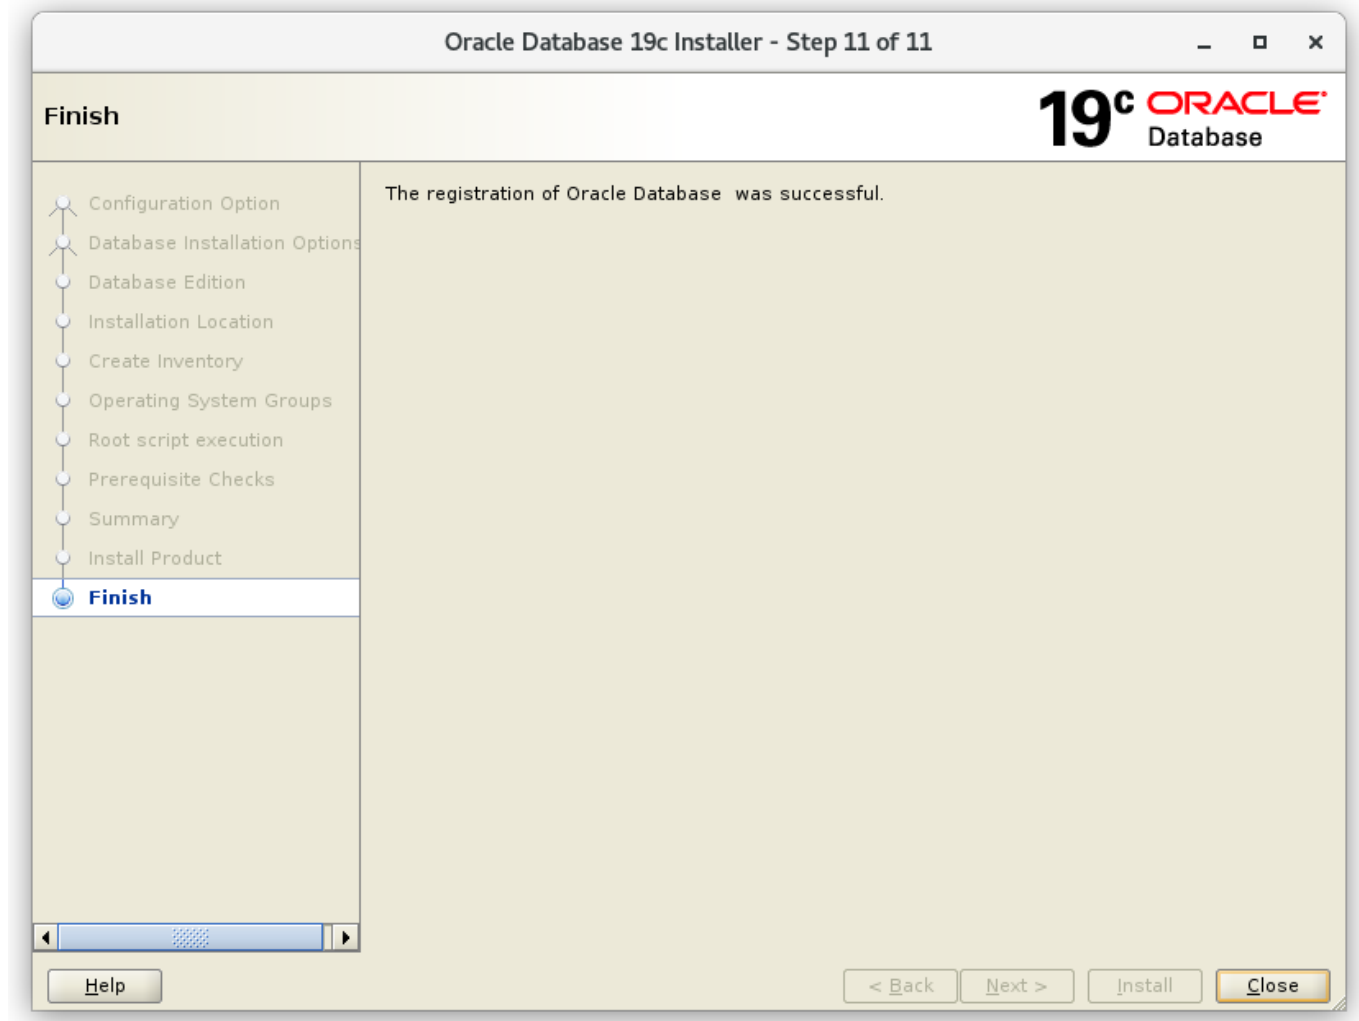 Oracle Database 19c Installer - Step 11 of 11
Finish
19c ORACLE
Database
Configuration Option
Database Installation Options
Database Edition
Installation Location
Create Inventory
Operating System Groups
Root script execution
Prerequisite Checks
Summary
Install Product
Finish
The registration of Oracle Database  was successful.
Help
< Back
Next >
Install
Close